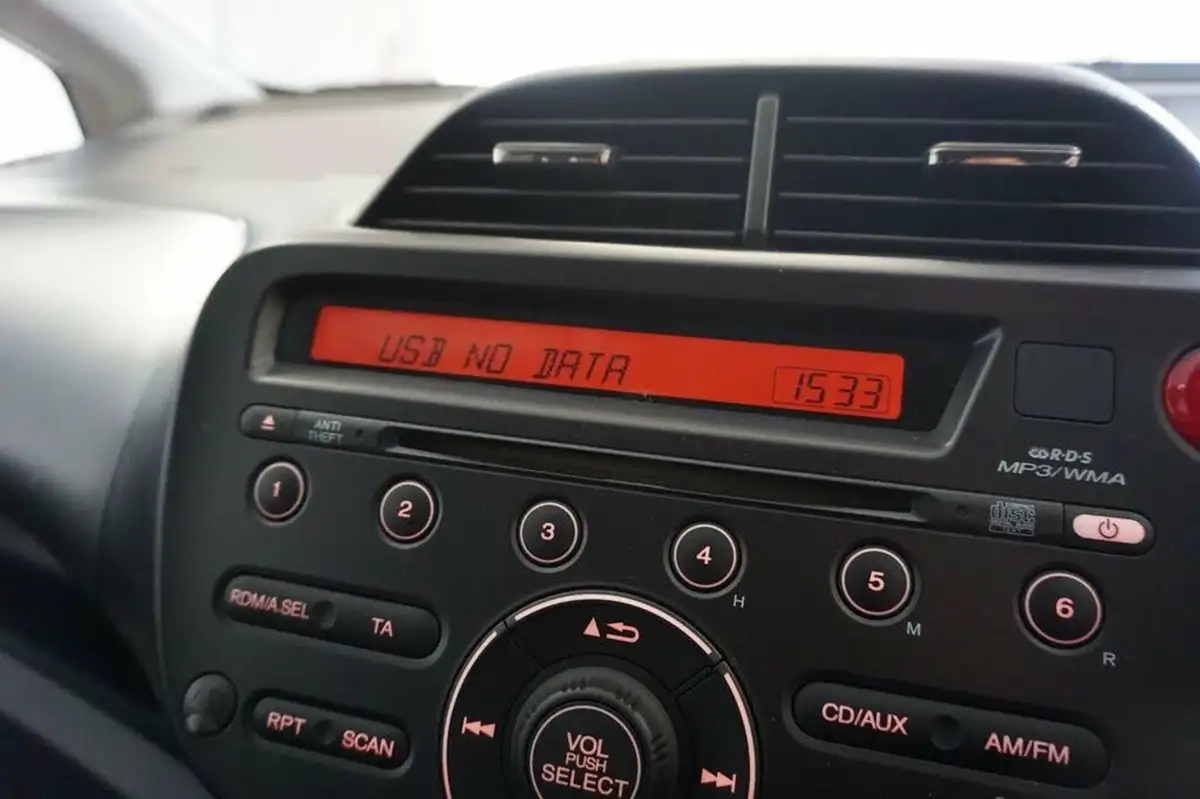 USB NO DATA 1533
ANTI
THEFT
R·D·S
MP3/WMA
disc
1 2 3 4 5 6
H M R
RDM/A.SEL TA
RPT SCAN
VOL
PUSH
SELECT
CD/AUX AM/FM